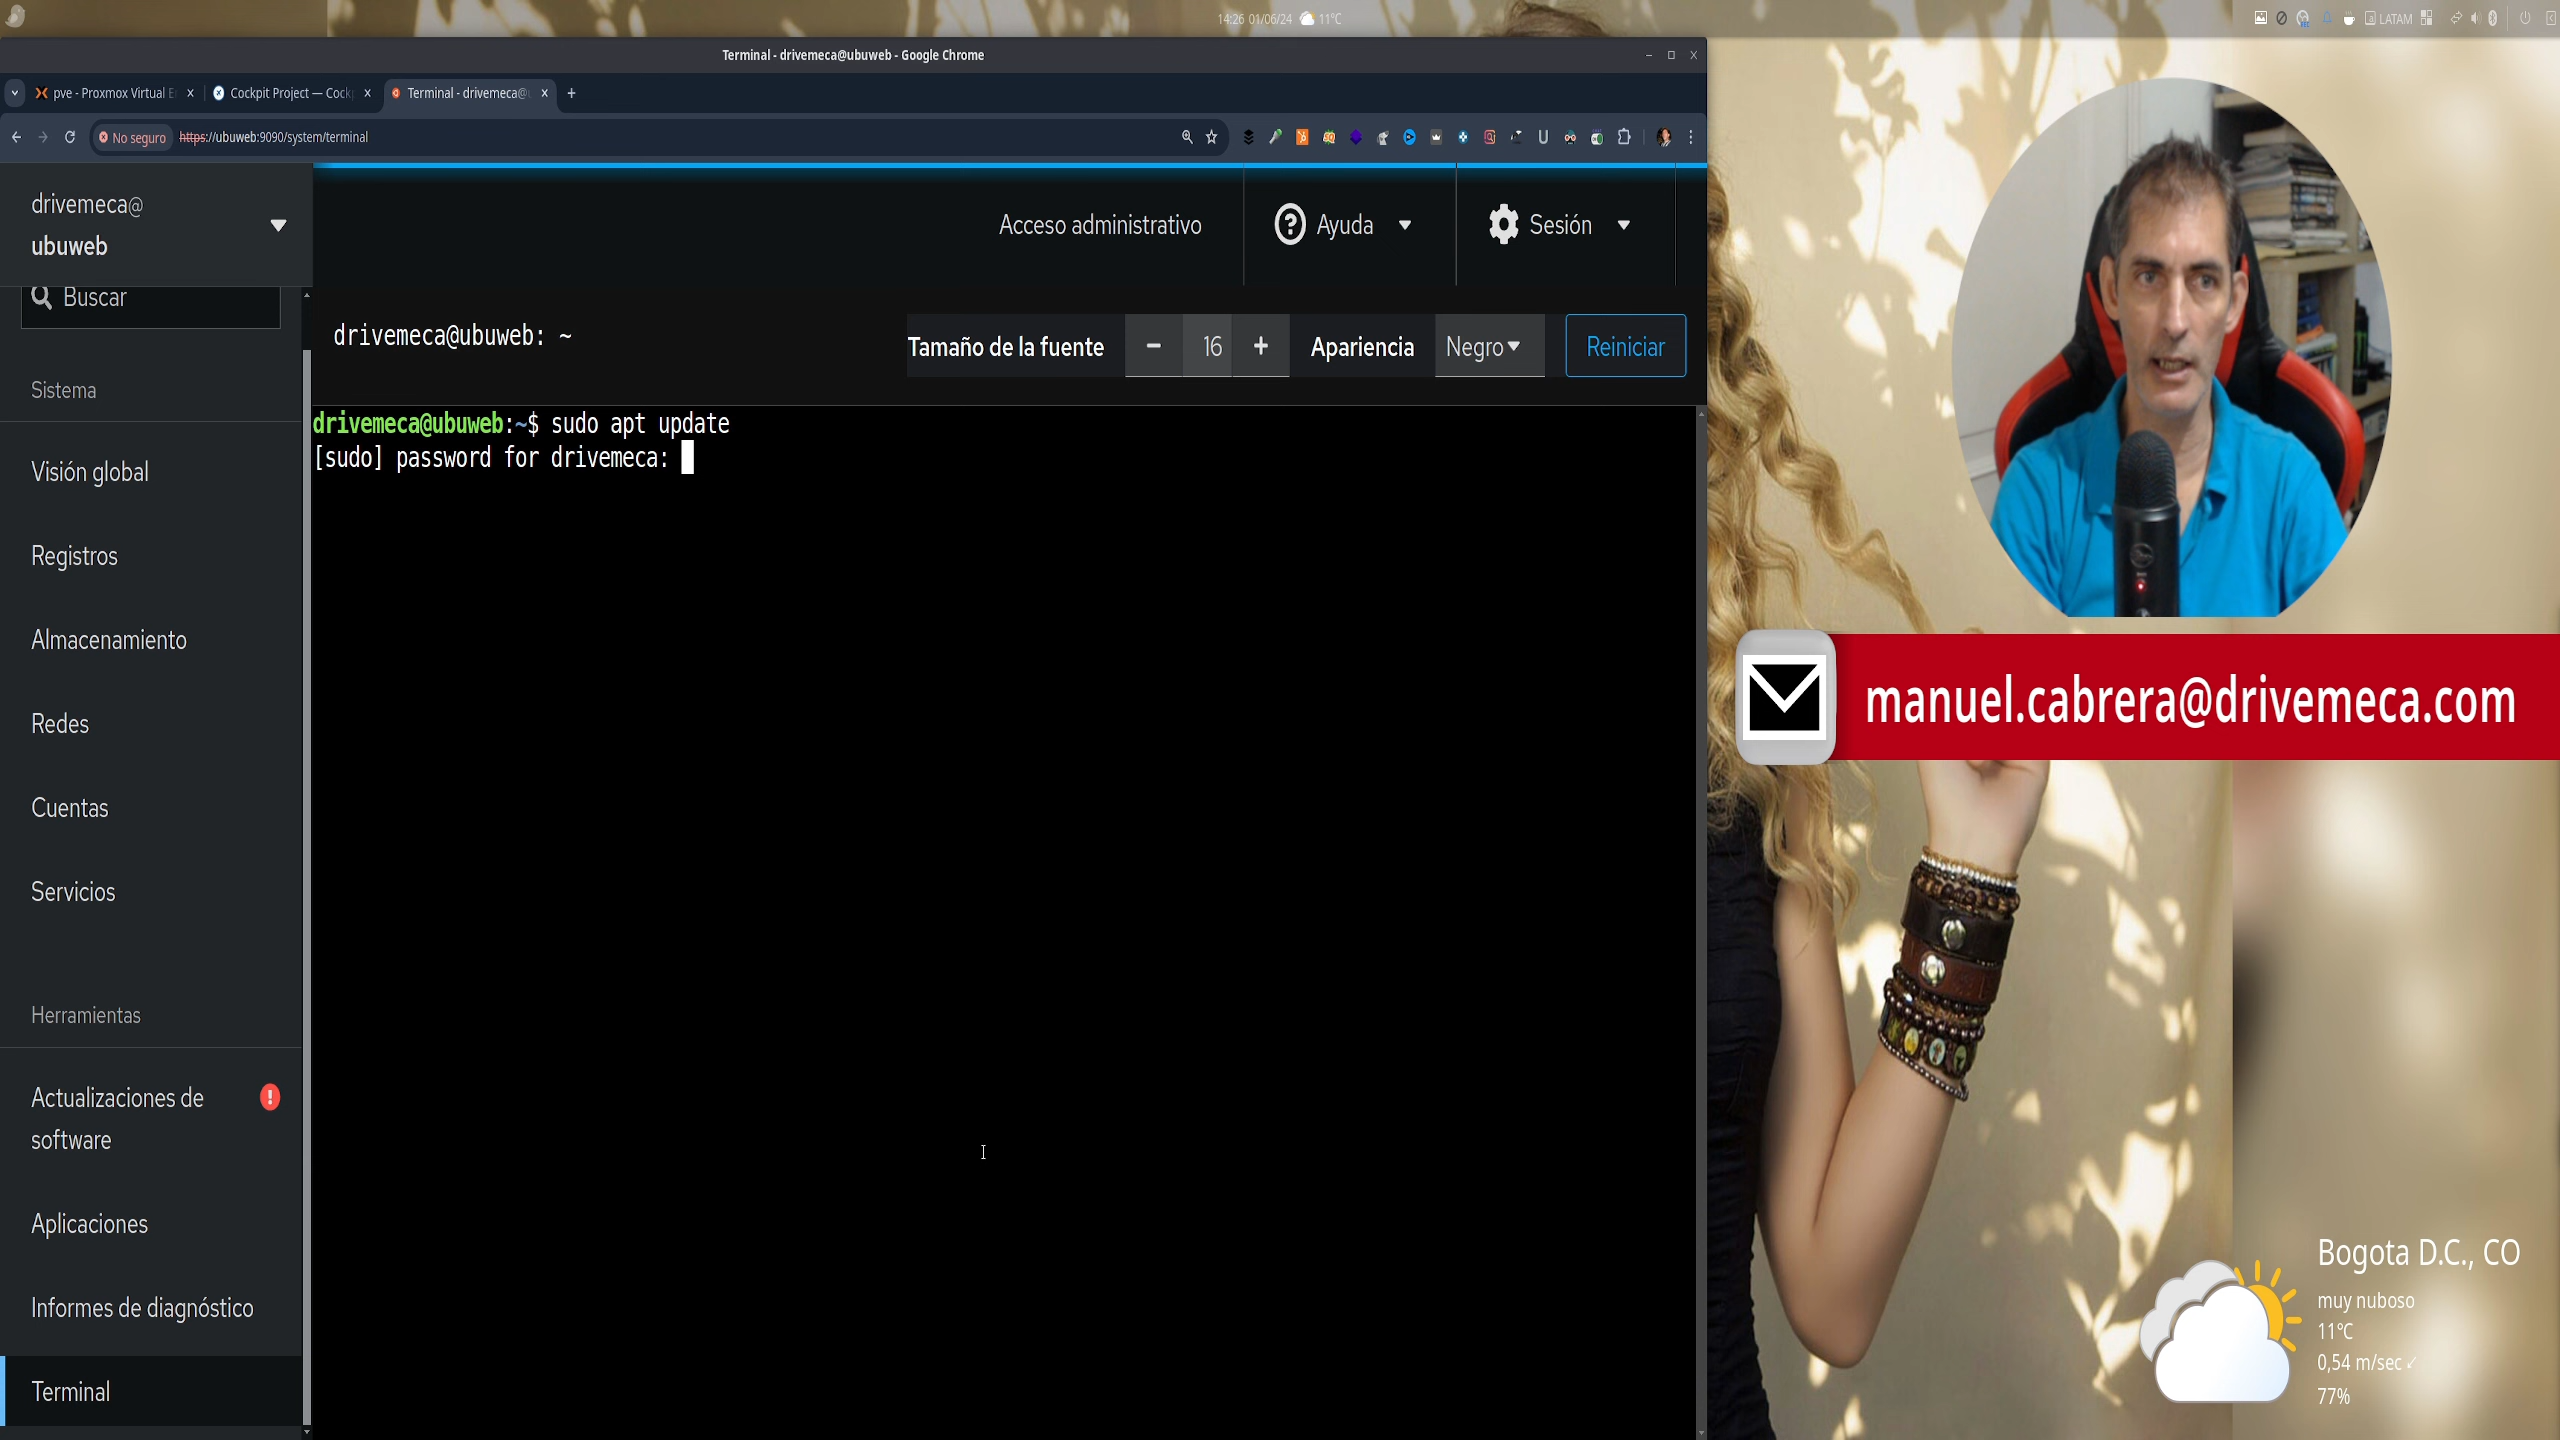 14:26 01/06/24 11°C
LATAM
Terminal - drivemeca@ubuweb - Google Chrome
pve - Proxmox Virtual E
Cockpit Project — Cockp
Terminal - drivemeca@
No seguro
https://ubuweb:9090/system/terminal
drivemeca@
ubuweb
Acceso administrativo
Ayuda
Sesión
Buscar
drivemeca@ubuweb: ~
Tamaño de la fuente
16
Apariencia
Negro
Reiniciar
Sistema
Visión global
Registros
Almacenamiento
Redes
Cuentas
Servicios
Herramientas
Actualizaciones de
software
Aplicaciones
Informes de diagnóstico
Terminal
drivemeca@ubuweb:~$ sudo apt update
[sudo] password for drivemeca:
manuel.cabrera@drivemeca.com
Bogota D.C., CO
muy nuboso
11°C
0,54 m/sec
77%